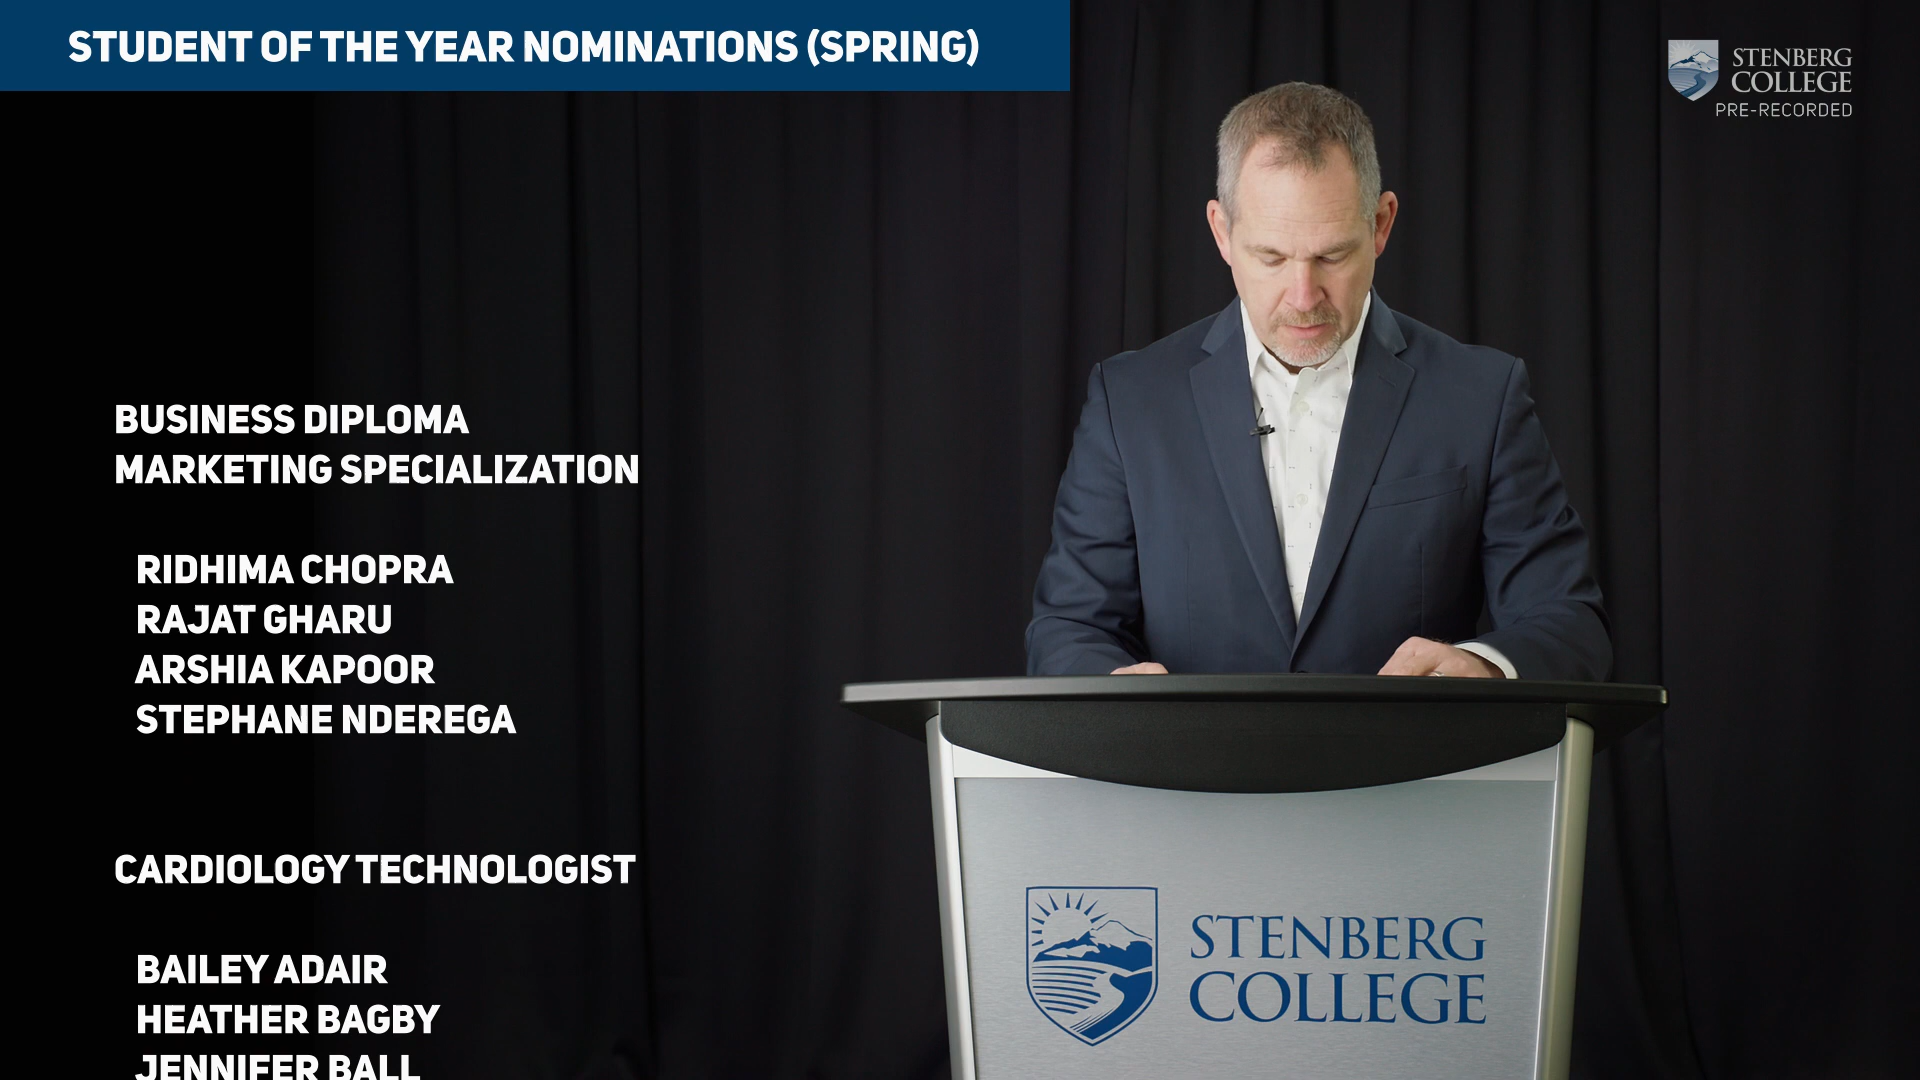 STUDENT OF THE YEAR NOMINATIONS (SPRING)
STENBERG
COLLEGE
PRE-RECORDED
BUSINESS DIPLOMA
MARKETING SPECIALIZATION
RIDHIMA CHOPRA
RAJAT GHARU
ARSHIA KAPOOR
STEPHANE NDEREGA
CARDIOLOGY TECHNOLOGIST
BAILEY ADAIR
HEATHER BAGBY
JENNIFER BALL
STENBERG
COLLEGE